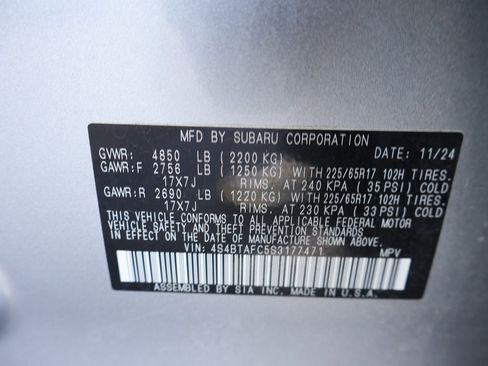 MFD BY SUBARU CORPORATION
GVWR: 4850 LB (2200 KG) DATE: 11/24
GAWR:F 2756 LB (1250 KG) WITH 225/65R17 102H TIRES.
17X7J RIMS. AT 240 KPA (35 PSI) COLD
GAWR:R 2690 LB (1220 KG) WITH 225/65R17 102H TIRES.
17X7J RIMS. AT 230 KPA (33 PSI) COLD
THIS VEHICLE CONFORMS TO ALL APPLICABLE FEDERAL MOTOR
VEHICLE SAFETY AND THEFT PREVENTION STANDARDS IN EFFECT
ON THE DATE OF MANUFACTURE SHOWN ABOVE.
VIN: 4S4BTAFC5S3177471 MPV
ASSEMBLED BY SIA INC, MADE IN U.S.A.